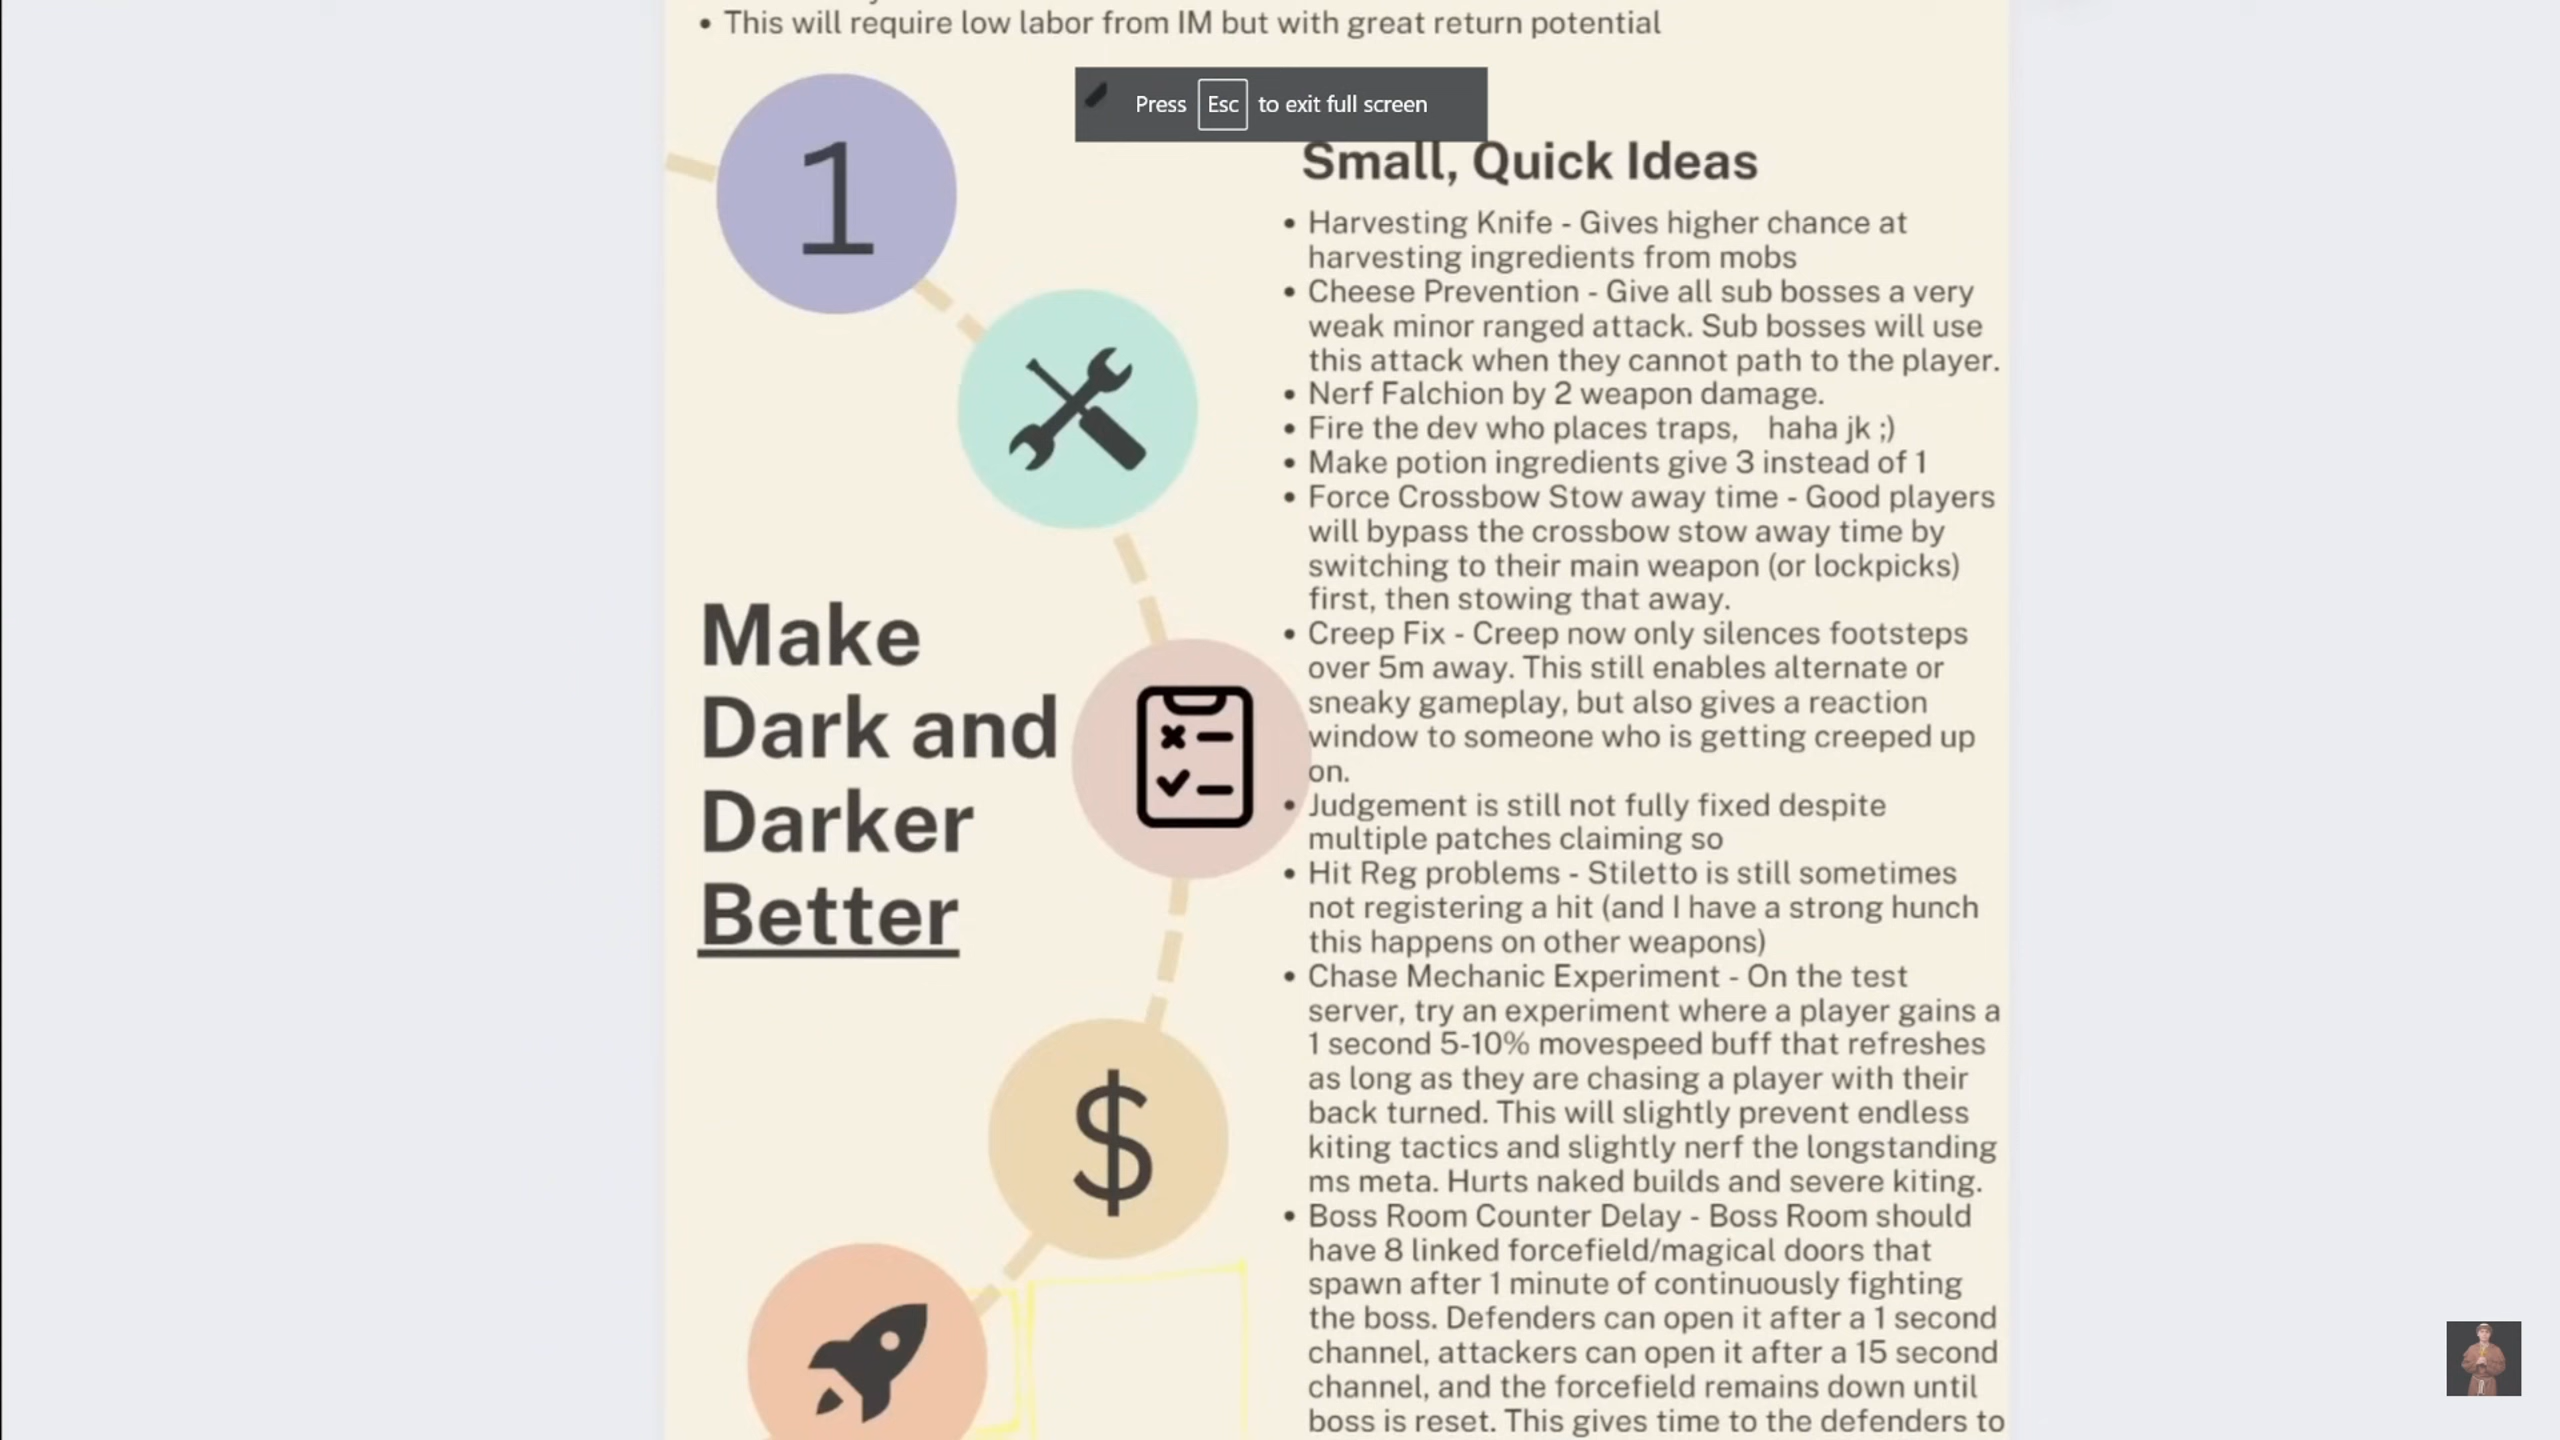 • This will require low labor from IM but with great return potential
Press Esc to exit full screen
1
Small, Quick Ideas
• Harvesting Knife - Gives higher chance at
harvesting ingredients from mobs
• Cheese Prevention - Give all sub bosses a very
weak minor ranged attack. Sub bosses will use
this attack when they cannot path to the player.
• Nerf Falchion by 2 weapon damage.
• Fire the dev who places traps, haha jk ;)
• Make potion ingredients give 3 instead of 1
• Force Crossbow Stow away time - Good players
will bypass the crossbow stow away time by
switching to their main weapon (or lockpicks)
first, then stowing that away.
• Creep Fix - Creep now only silences footsteps
over 5m away. This still enables alternate or
sneaky gameplay, but also gives a reaction
window to someone who is getting creeped up
on.
• Judgement is still not fully fixed despite
multiple patches claiming so
• Hit Reg problems - Stiletto is still sometimes
not registering a hit (and I have a strong hunch
this happens on other weapons)
• Chase Mechanic Experiment - On the test
server, try an experiment where a player gains a
1 second 5-10% movespeed buff that refreshes
as long as they are chasing a player with their
back turned. This will slightly prevent endless
kiting tactics and slightly nerf the longstanding
ms meta. Hurts naked builds and severe kiting.
• Boss Room Counter Delay - Boss Room should
have 8 linked forcefield/magical doors that
spawn after 1 minute of continuously fighting
the boss. Defenders can open it after a 1 second
channel, attackers can open it after a 15 second
channel, and the forcefield remains down until
boss is reset. This gives time to the defenders to
Make
Dark and
Darker
Better
$